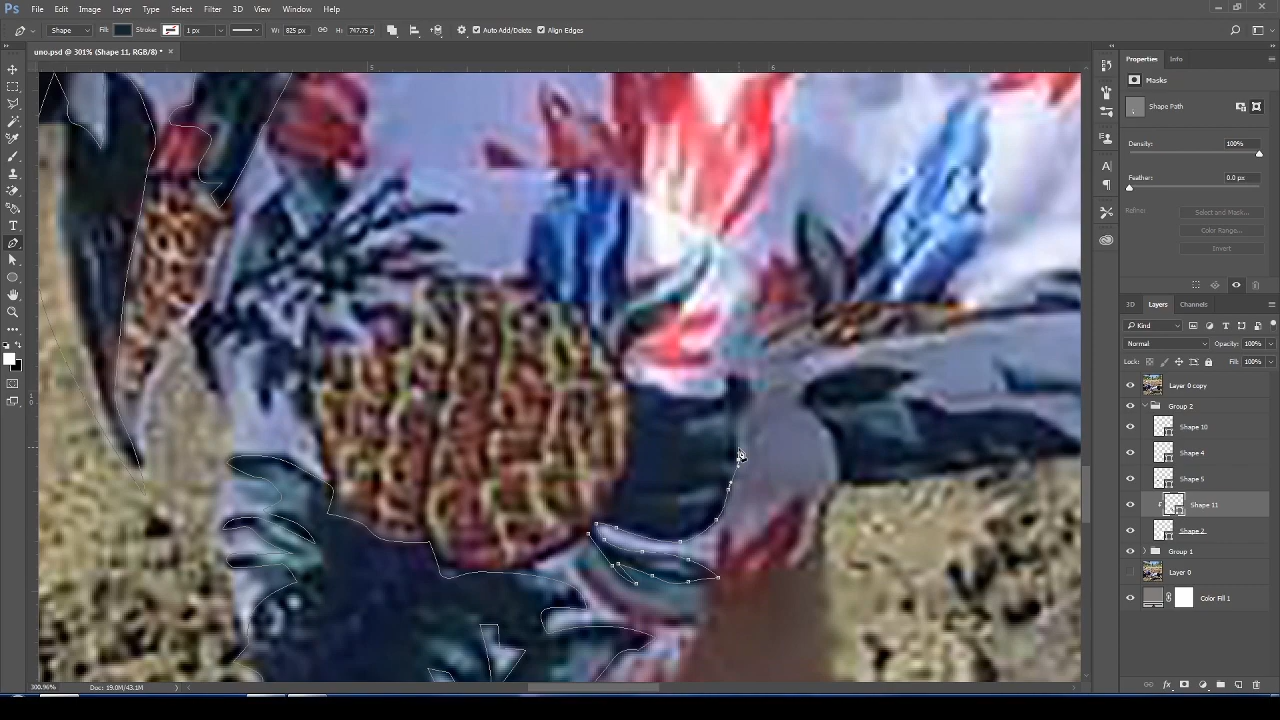 Ps File Edit Image Layer Type Select Filter 3D View Window Help
Shape Fill: Stroke: 1 px W: 825 px H: 747.75 p Auto Add/Delete Align Edges
uno.psd @ 301% (Shape 11, RGB/8) * ×
5 6
Properties Info
Masks
Shape Path
Density: 100%
Feather: 0.0 px
Refine: Select and Mask...
Color Range...
Invert
3D Layers Channels
Kind
Normal Opacity: 100%
Lock: Fill: 100%
Layer 0 copy
Group 2
Shape 10
Shape 4
Shape 5
Shape 11
Shape 2
Group 1
Layer 0
Color Fill 1
300.96% Doc: 19.0M/43.1M